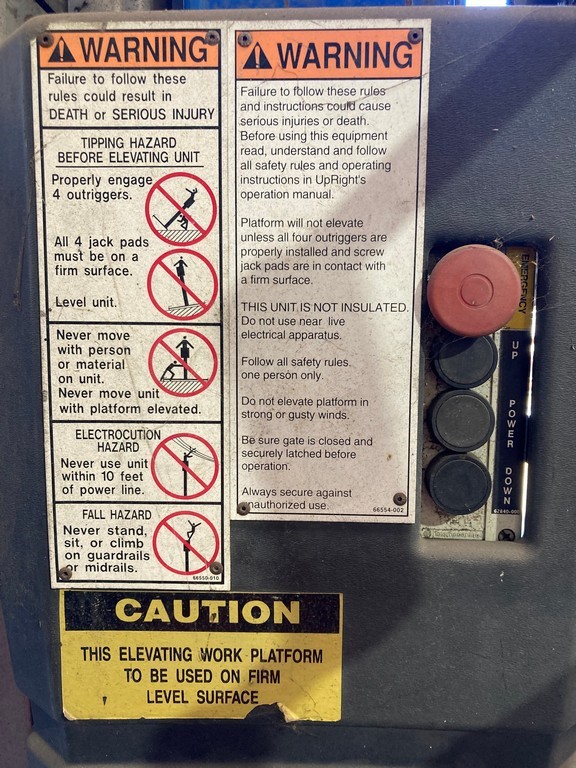 WARNING
Failure to follow these
rules could result in
DEATH or SERIOUS INJURY
TIPPING HAZARD
BEFORE ELEVATING UNIT
Properly engage
4 outriggers.
All 4 jack pads
must be on a
firm surface.
Level unit.
Never move
with person
or material
on unit.
Never move unit
with platform elevated.
ELECTROCUTION
HAZARD
Never use unit
within 10 feet
of power line.
FALL HAZARD
Never stand,
sit, or climb
on guardrails
or midrails.
66550-010
WARNING
Failure to follow these rules
and instructions could cause
serious injuries or death.
Before using this equipment
read, understand and follow
all safety rules and operating
instructions in UpRight's
operation manual.
Platform will not elevate
unless all four outriggers are
properly installed and screw
jack pads are in contact with
a firm surface.
THIS UNIT IS NOT INSULATED.
Do not use near live
electrical apparatus.
Follow all safety rules.
one person only.
Do not elevate platform in
strong or gusty winds.
Be sure gate is closed and
securely latched before
operation.
Always secure against
unauthorized use.
66554-002
EMERGENCY
UP
POWER
DOWN
CAUTION
THIS ELEVATING WORK PLATFORM
TO BE USED ON FIRM
LEVEL SURFACE